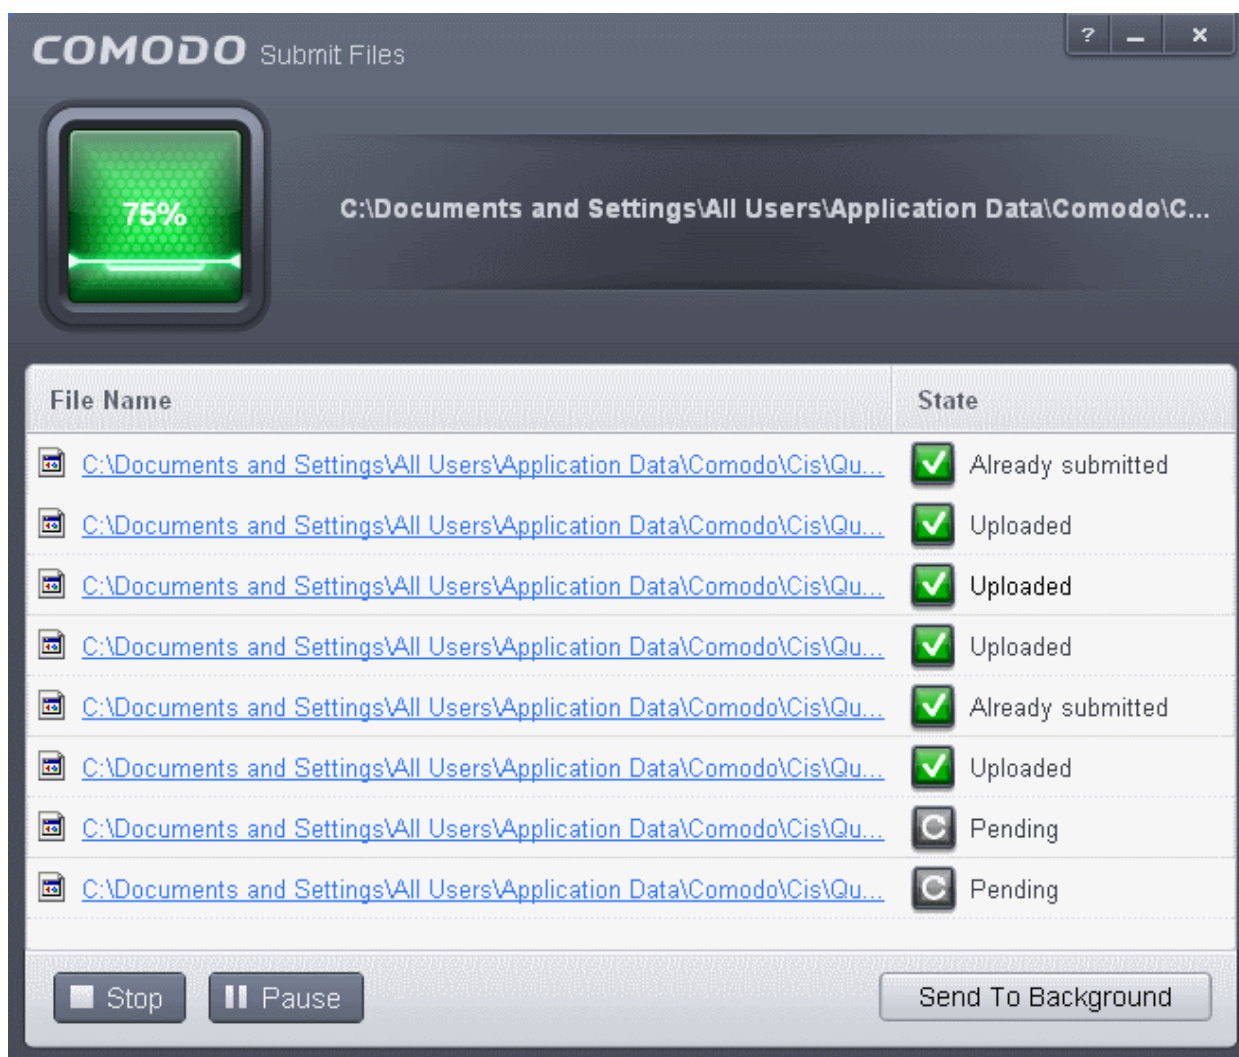 COMODO Submit Files
? _ x
75%
C:\Documents and Settings\All Users\Application Data\Comodo\C...
File Name State
C:\Documents and Settings\All Users\Application Data\Comodo\Cis\Qu... Already submitted
C:\Documents and Settings\All Users\Application Data\Comodo\Cis\Qu... Uploaded
C:\Documents and Settings\All Users\Application Data\Comodo\Cis\Qu... Uploaded
C:\Documents and Settings\All Users\Application Data\Comodo\Cis\Qu... Uploaded
C:\Documents and Settings\All Users\Application Data\Comodo\Cis\Qu... Already submitted
C:\Documents and Settings\All Users\Application Data\Comodo\Cis\Qu... Uploaded
C:\Documents and Settings\All Users\Application Data\Comodo\Cis\Qu... Pending
C:\Documents and Settings\All Users\Application Data\Comodo\Cis\Qu... Pending
Stop Pause Send To Background